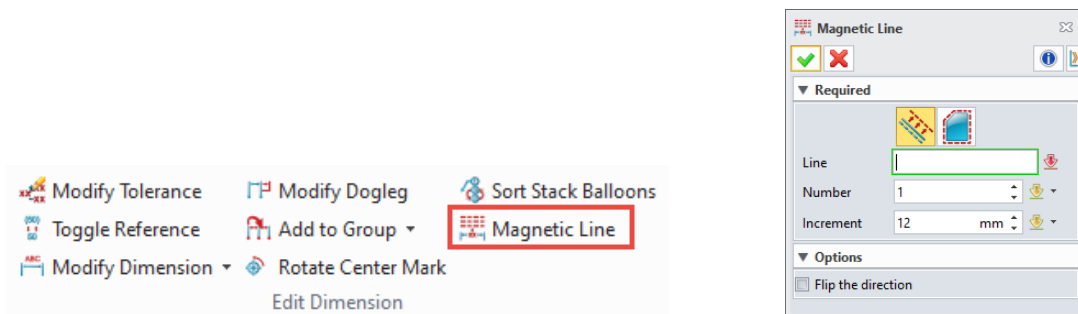 Modify Tolerance
Modify Dogleg
Sort Stack Balloons
Toggle Reference
Add to Group
Magnetic Line
Modify Dimension
Rotate Center Mark
Edit Dimension
Magnetic Line
Required
Line
Number 1
Increment 12 mm
Options
Flip the direction